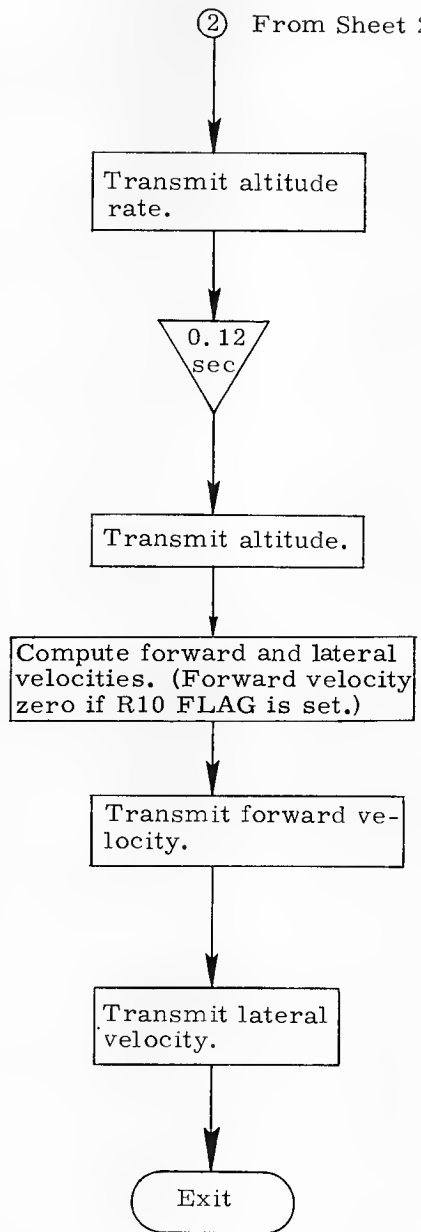 2 From Sheet 2
Transmit altitude
rate.
0.12
sec
Transmit altitude.
Compute forward and lateral
velocities. (Forward velocity
zero if R10 FLAG is set.)
Transmit forward ve-
locity.
Transmit lateral
velocity.
Exit